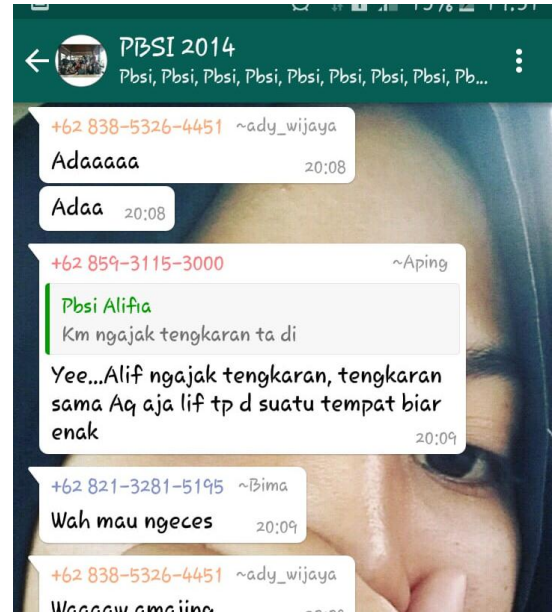 PBSI 2014
Pbsi, Pbsi, Pbsi, Pbsi, Pbsi, Pbsi, Pbsi, Pbsi, Pb...
+62 838-5326-4451 ~ady_wijaya
Adaaaaa
20:08
Adaa 20:08
+62 859-3115-3000 ~Aping
Pbsi Alifia
Km ngajak tengkaran ta di
Yee...Alif ngajak tengkaran, tengkaran
sama Aq aja lif tp d suatu tempat biar
enak
20:09
+62 821-3281-5195 ~Bima
Wah mau ngeces 20:09
+62 838-5326-4451 ~ady_wijaya
Waaaaw amajing